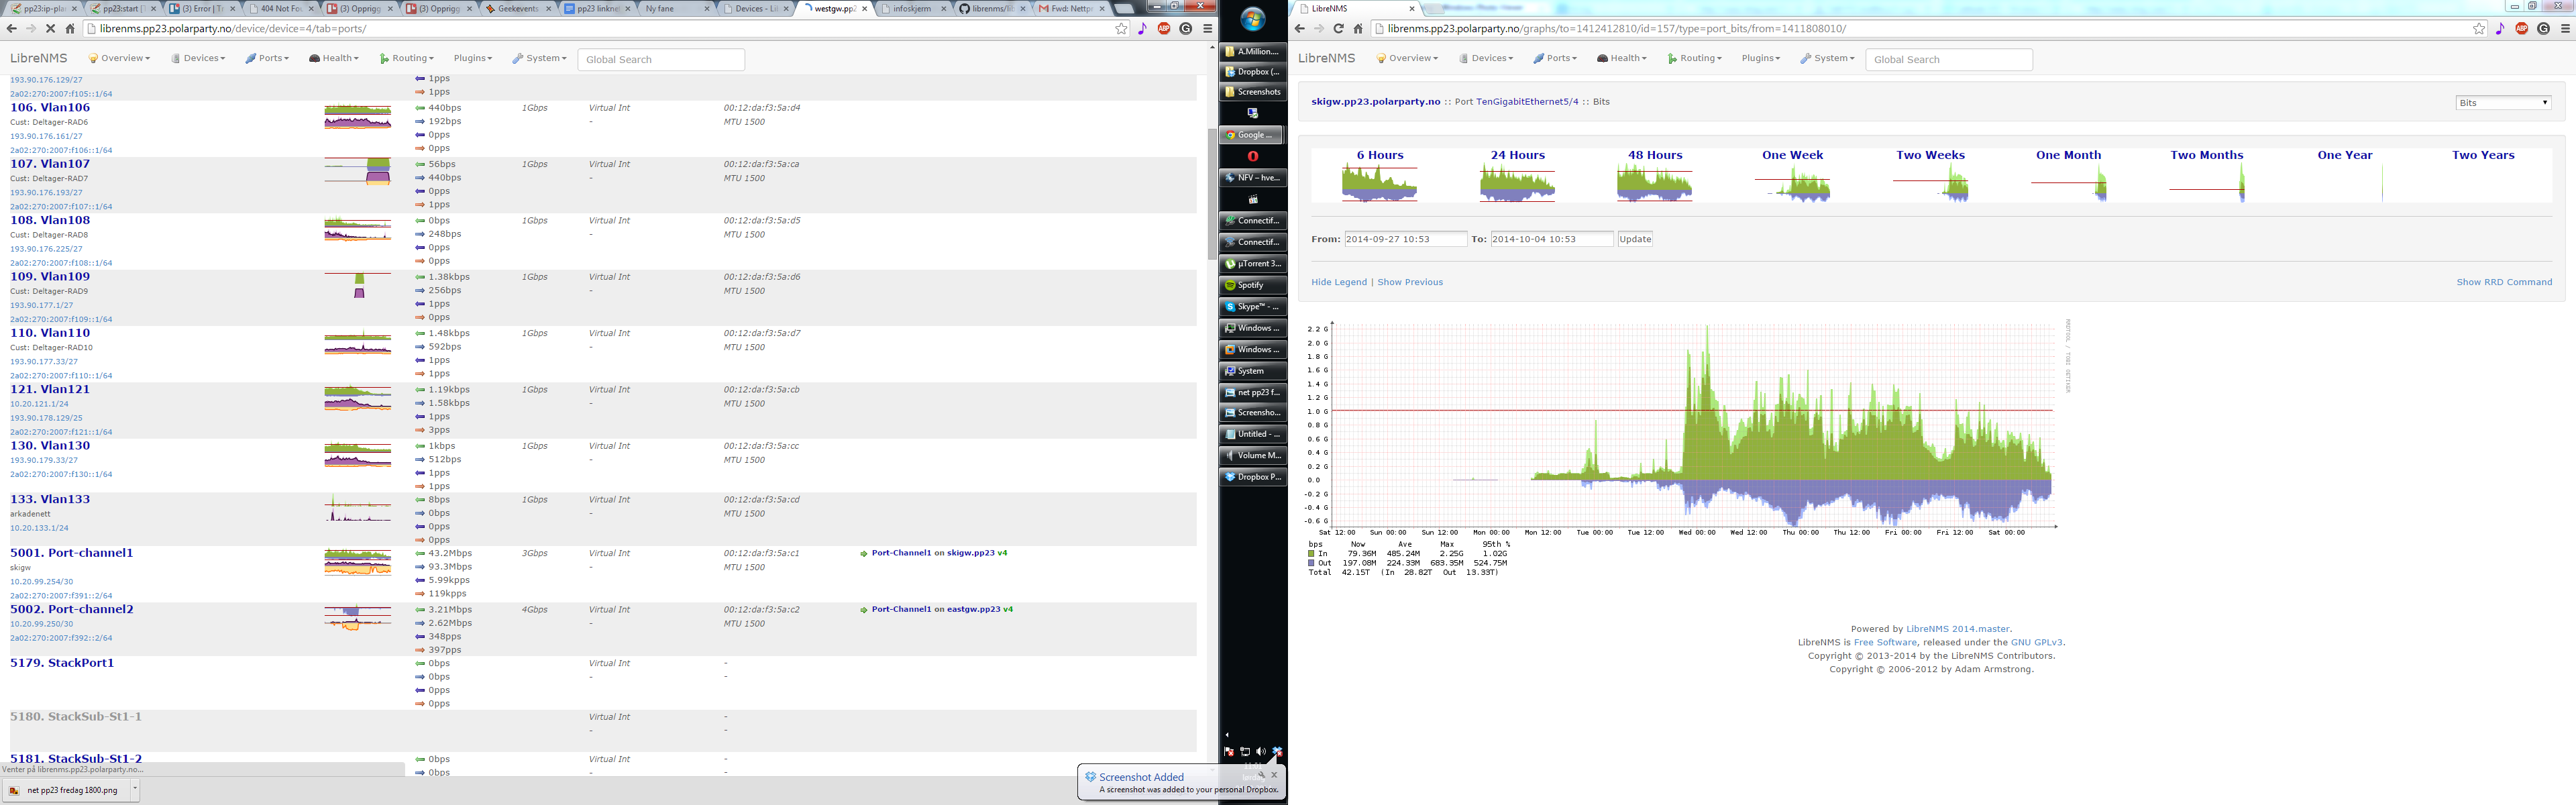 pp23:ip-pla
pp23:start [
(3) Error | T
404 Not Fo
(3) Opprigg
(3) Opprigg
Geekevents
pp23 linkne
Ny fane
Devices - Li
westgw.pp2
infoskjerm
librenms/li
Fwd: Nettpr
librenms.pp23.polarparty.no/device/device=4/tab=ports/
LibreNMS Overview Devices Ports Health Routing Plugins System Global Search
193.90.176.129/27 1pps
2a02:270:2007:f105::1/64 1pps
106. Vlan106 440bps 1Gbps Virtual Int 00:12:da:f3:5a:d4
Cust: Deltager-RAD6 192bps - MTU 1500
193.90.176.161/27 0pps
2a02:270:2007:f106::1/64 0pps
107. Vlan107 56bps 1Gbps Virtual Int 00:12:da:f3:5a:ca
Cust: Deltager-RAD7 440bps - MTU 1500
193.90.176.193/27 0pps
2a02:270:2007:f107::1/64 1pps
108. Vlan108 0bps 1Gbps Virtual Int 00:12:da:f3:5a:d5
Cust: Deltager-RAD8 248bps - MTU 1500
193.90.176.225/27 0pps
2a02:270:2007:f108::1/64 0pps
109. Vlan109 1.38kbps 1Gbps Virtual Int 00:12:da:f3:5a:d6
Cust: Deltager-RAD9 256bps - MTU 1500
193.90.177.1/27 1pps
2a02:270:2007:f109::1/64 0pps
110. Vlan110 1.48kbps 1Gbps Virtual Int 00:12:da:f3:5a:d7
Cust: Deltager-RAD10 592bps - MTU 1500
193.90.177.33/27 1pps
2a02:270:2007:f110::1/64 1pps
121. Vlan121 1.19kbps 1Gbps Virtual Int 00:12:da:f3:5a:cb
10.20.121.1/24 1.58kbps - MTU 1500
193.90.178.129/25 1pps
2a02:270:2007:f121::1/64 3pps
130. Vlan130 1kbps 1Gbps Virtual Int 00:12:da:f3:5a:cc
193.90.179.33/27 512bps - MTU 1500
2a02:270:2007:f130::1/64 1pps
1pps
133. Vlan133 8bps 1Gbps Virtual Int 00:12:da:f3:5a:cd
arkadenett 0bps - MTU 1500
10.20.133.1/24 0pps
0pps
5001. Port-channel1 43.2Mbps 3Gbps Virtual Int 00:12:da:f3:5a:c1 Port-Channel1 on skigw.pp23 v4
skigw 93.3Mbps - MTU 1500
10.20.99.254/30 5.99kpps
2a02:270:2007:f391::2/64 119kpps
5002. Port-channel2 3.21Mbps 4Gbps Virtual Int 00:12:da:f3:5a:c2 Port-Channel1 on eastgw.pp23 v4
10.20.99.250/30 2.62Mbps - MTU 1500
2a02:270:2007:f392::2/64 348pps
397pps
5179. StackPort1 0bps Virtual Int -
0bps - -
0pps
0pps
5180. StackSub-St1-1 Virtual Int -
- -
5181. StackSub-St1-2 0bps Virtual Int -
0bps - -
Venter på librenms.pp23.polarparty.no...
net pp23 fredag 1800.png
A.Million....
Dropbox (...
Screenshots
Google ...
NFV – hve...
Connectif...
Connectif...
µTorrent 3...
Spotify
Skype™ - ...
Windows ...
Windows ...
System
net pp23 f...
Screensho...
Untitled - ...
Volume M...
Dropbox P...
Screenshot Added
A screenshot was added to your personal Dropbox.
LibreNMS
librenms.pp23.polarparty.no/graphs/to=1412412810/id=157/type=port_bits/from=1411808010/
LibreNMS Overview Devices Ports Health Routing Plugins System Global Search
skigw.pp23.polarparty.no :: Port TenGigabitEthernet5/4 :: Bits Bits
6 Hours 24 Hours 48 Hours One Week Two Weeks One Month Two Months One Year Two Years
From: 2014-09-27 10:53 To: 2014-10-04 10:53 Update
Hide Legend | Show Previous Show RRD Command
RRDTOOL / TOBI OETIKER
2.2 G
2.0 G
1.8 G
1.6 G
1.4 G
1.2 G
1.0 G
0.8 G
0.6 G
0.4 G
0.2 G
0.0
-0.2 G
-0.4 G
-0.6 G
Sat 12:00 Sun 00:00 Sun 12:00 Mon 00:00 Mon 12:00 Tue 00:00 Tue 12:00 Wed 00:00 Wed 12:00 Thu 00:00 Thu 12:00 Fri 00:00 Fri 12:00 Sat 00:00
bps Now Ave Max 95th %
In 79.36M 485.24M 2.25G 1.02G
Out 197.08M 224.33M 683.35M 524.75M
Total 42.15T (In 28.82T Out 13.33T)
Powered by LibreNMS 2014.master.
LibreNMS is Free Software, released under the GNU GPLv3.
Copyright © 2013-2014 by the LibreNMS Contributors.
Copyright © 2006-2012 by Adam Armstrong.